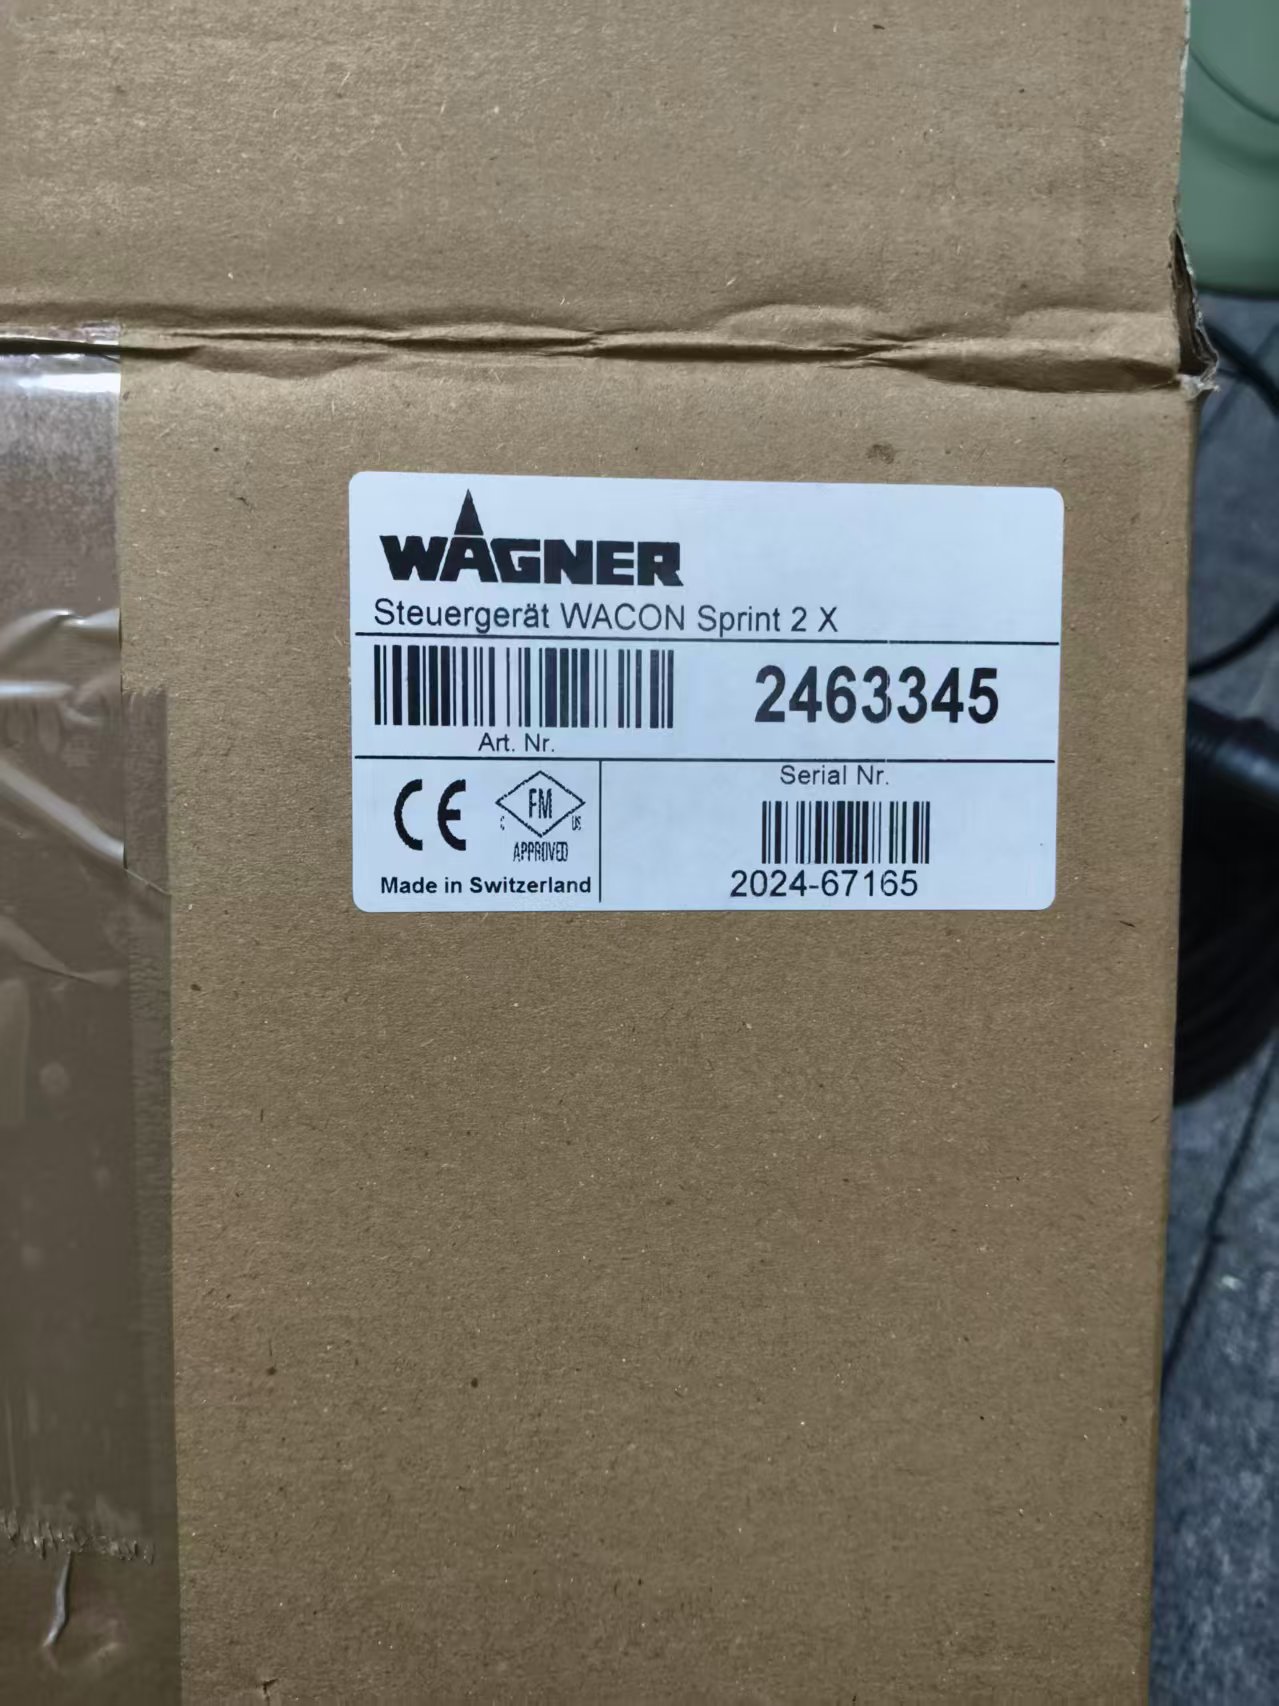 WAGNER
Steuergerät WACON Sprint 2 X
2463345
Art. Nr.
CE
FM
C US
APPROVED
Made in Switzerland
Serial Nr.
2024-67165